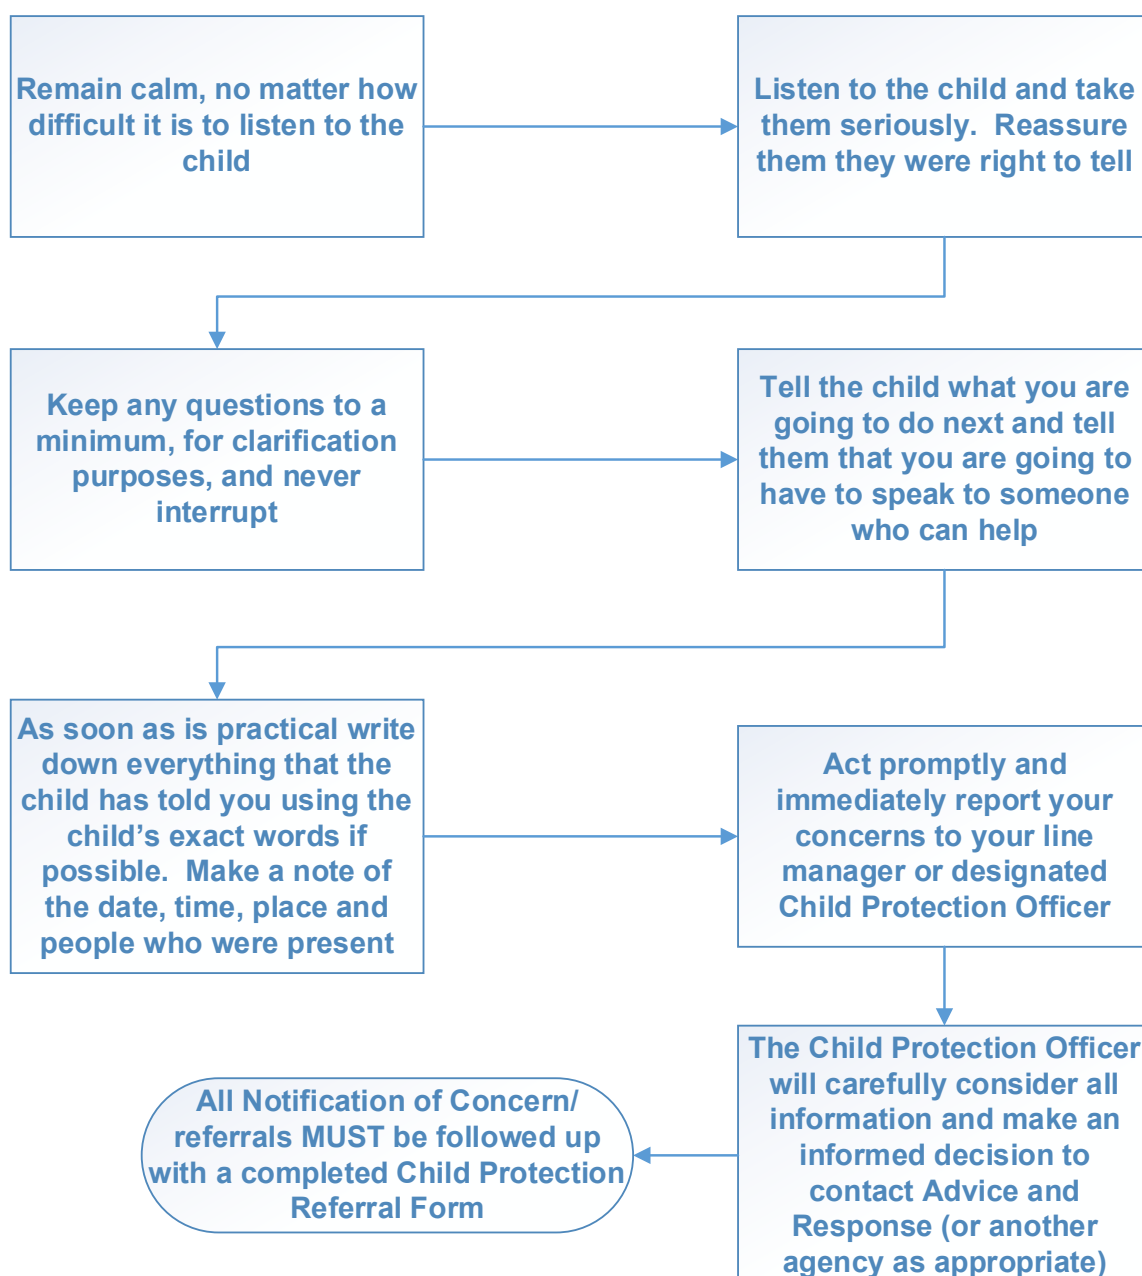 Remain calm, no matter how
difficult it is to listen to the
child
Listen to the child and take
them seriously.  Reassure
them they were right to tell
Keep any questions to a
minimum, for clarification
purposes, and never
interrupt
Tell the child what you are
going to do next and tell
them that you are going to
have to speak to someone
who can help
As soon as is practical write
down everything that the
child has told you using the
child’s exact words if
possible.  Make a note of
the date, time, place and
people who were present
Act promptly and
immediately report your
concerns to your line
manager or designated
Child Protection Officer
The Child Protection Officer
will carefully consider all
information and make an
informed decision to
contact Advice and
Response (or another
agency as appropriate)
All Notification of Concern/
referrals MUST be followed up
with a completed Child Protection
Referral Form